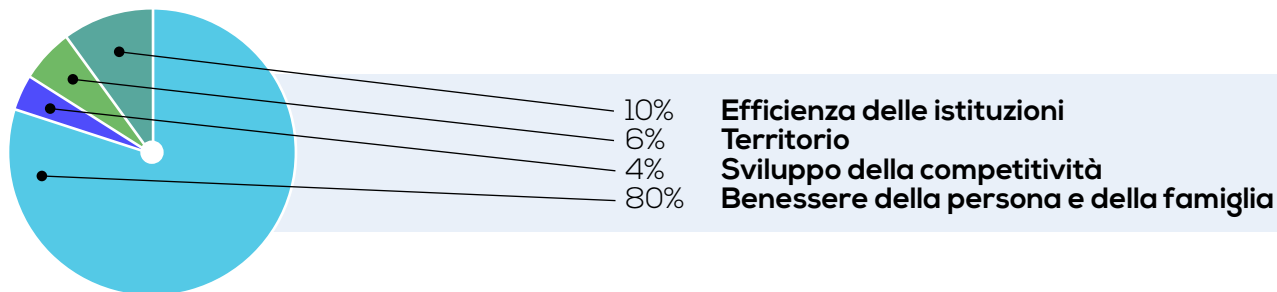 10% Efficienza delle istituzioni
6% Territorio
4% Sviluppo della competitività
80% Benessere della persona e della famiglia